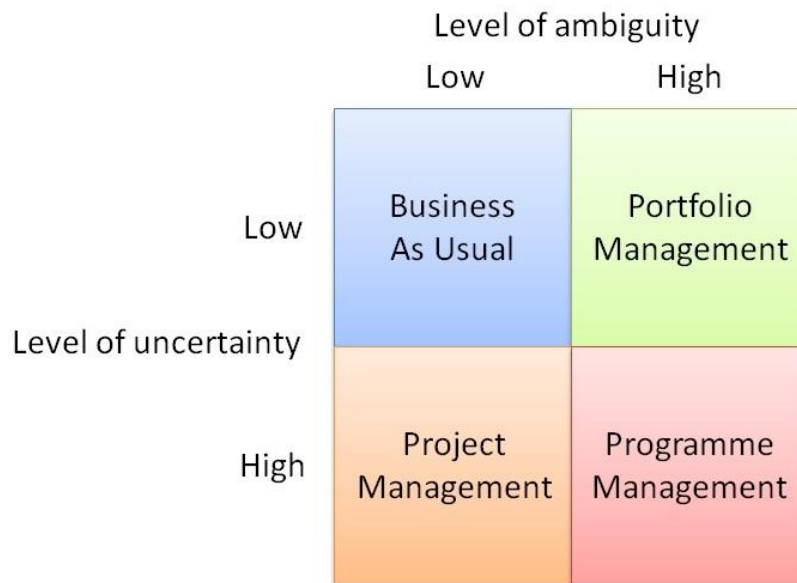 Level of ambiguity
Low High
Business Portfolio
Low As Usual Management
Level of uncertainty
Project Programme
High Management Management